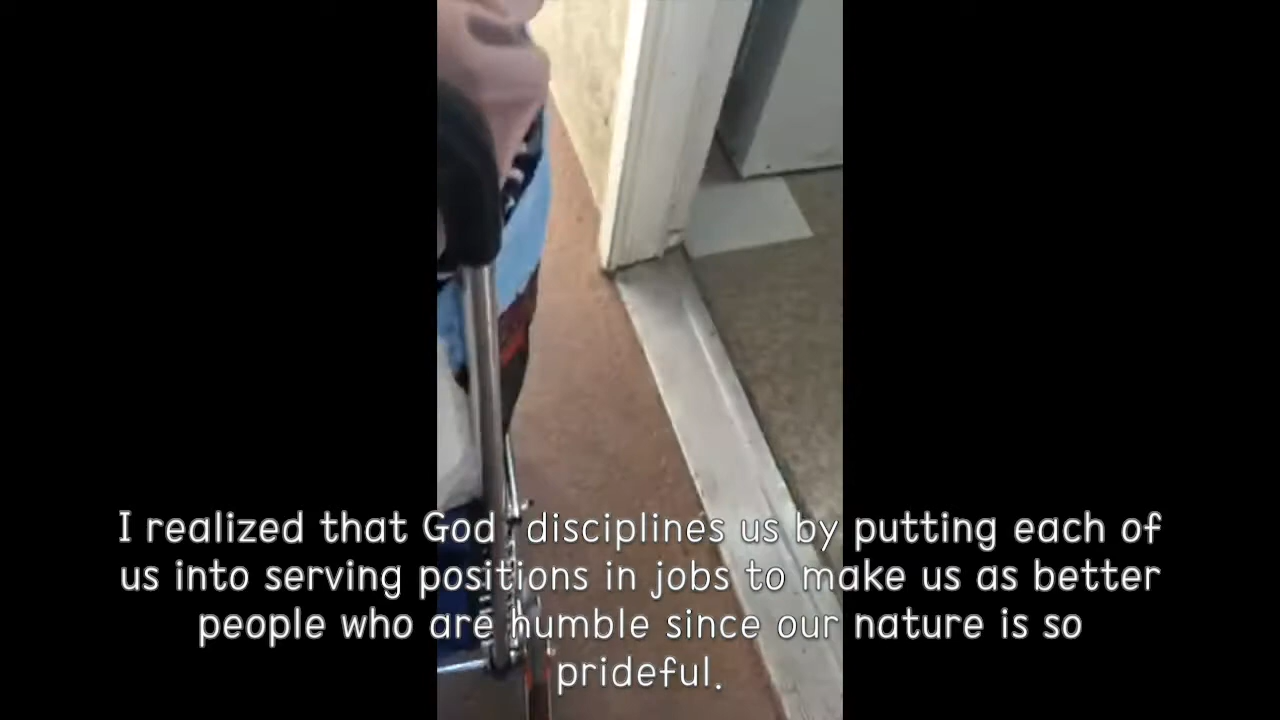 I realized that God  disciplines us by putting each of
us into serving positions in jobs to make us as better
people who are humble since our nature is so
prideful.